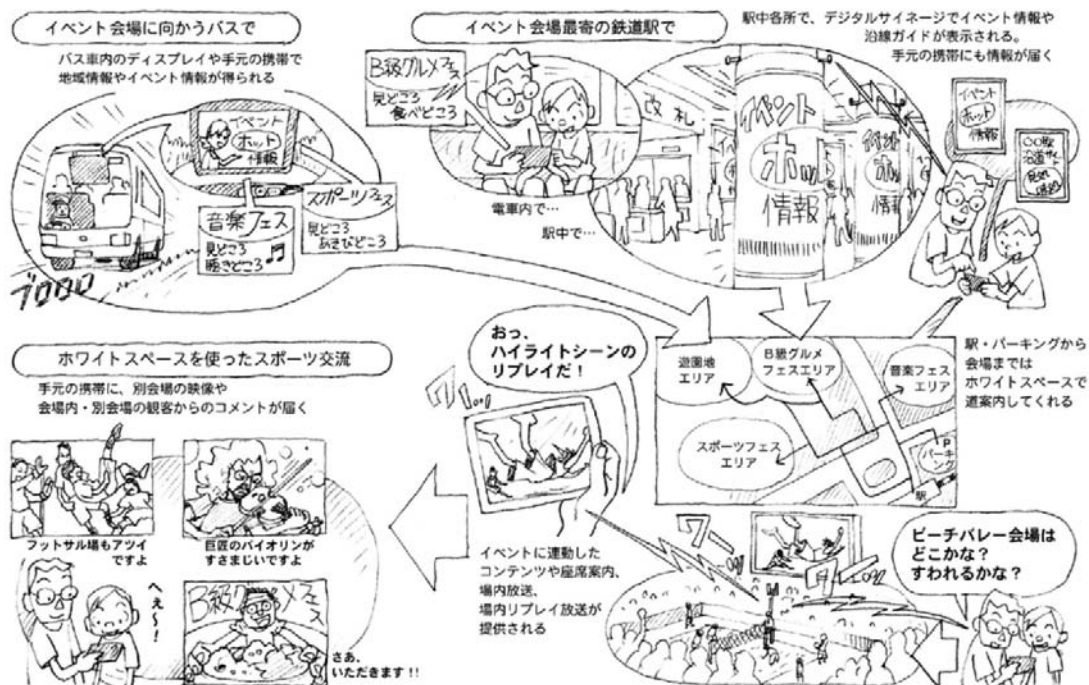 イベント会場に向かうバスで
バス車内のディスプレイや手元の携帯で
地域情報やイベント情報が得られる
イベント
ホット
情報
音楽フェス
見どころ
聴きどころ
スポーツフェス
見どころ
あそびどころ
ブロロロ
イベント会場最寄の鉄道駅で
B級グルメフェス
見どころ
食べどころ
電車内で…
駅中で…
改札
イベント
ホット
情報
イベント
ホッ
情報
駅中各所で、デジタルサイネージでイベント情報や
沿線ガイドが表示される。
手元の携帯にも情報が届く
イベント
ホット
情報
遊園地
エリア
B級グルメ
フェスエリア
音楽フェス
エリア
スポーツフェス
エリア
P
パーキング
駅
駅・パーキングから
会場までは
ホワイトスペースで
道案内してくれる
ビーチバレー会場は
どこかな?
すわれるかな?
ワー
おっ、
ハイライトシーンの
リプレイだ!
イベントに連動した
コンテンツや座席案内、
場内放送、
場内リプレイ放送が
提供される
ホワイトスペースを使ったスポーツ交流
手元の携帯に、別会場の映像や
会場内・別会場の観客からのコメントが届く
フットサル場もアツイ
ですよ
巨匠のバイオリンが
すさまじいですよ
へぇ〜!
B級グルメフェス
さあ、
いただきます!!